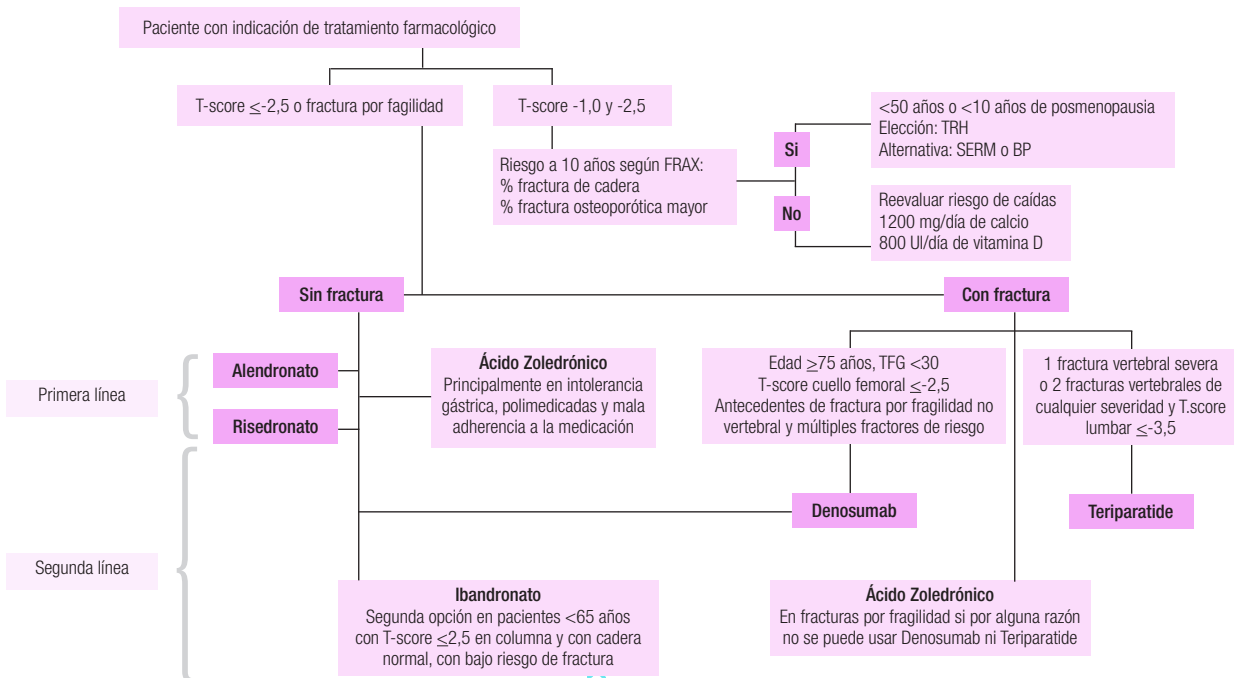 Paciente con indicación de tratamiento farmacológico
T-score ≤-2,5 o fractura por fagilidad
T-score -1,0 y -2,5
Riesgo a 10 años según FRAX:
% fractura de cadera
% fractura osteoporótica mayor
Si
<50 años o <10 años de posmenopausia
Elección: TRH
Alternativa: SERM o BP
No
Reevaluar riesgo de caídas
1200 mg/día de calcio
800 UI/día de vitamina D
Sin fractura
Con fractura
Primera línea
Alendronato
Risedronato
Ácido Zoledrónico
Principalmente en intolerancia
gástrica, polimedicadas y mala
adherencia a la medicación
Edad ≥75 años, TFG <30
T-score cuello femoral ≤-2,5
Antecedentes de fractura por fragilidad no
vertebral y múltiples fractores de riesgo
1 fractura vertebral severa
o 2 fracturas vertebrales de
cualquier severidad y T.score
lumbar ≤-3,5
Denosumab
Teriparatide
Segunda línea
Ibandronato
Segunda opción en pacientes <65 años
con T-score ≤2,5 en columna y con cadera
normal, con bajo riesgo de fractura
Ácido Zoledrónico
En fracturas por fragilidad si por alguna razón
no se puede usar Denosumab ni Teriparatide